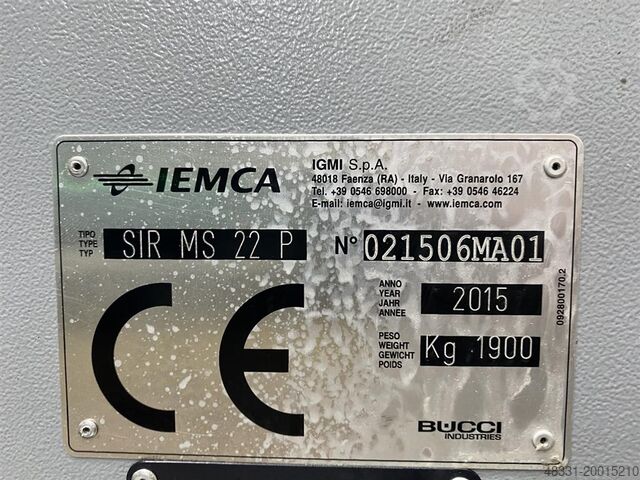 IEMCA
IGMI S.p.A.
48018 Faenza (RA) - Italy - Via Granarolo 167
Tel. +39 0546 698000 - Fax: +39 0546 46224
E-mail: iemca@igmi.it - www.iemca.com
TIPO
TYPE
TYP
SIR MS 22 P
N° 021506MA01
CE
ANNO
YEAR
JAHR
ANNEE
2015
PESO
WEIGHT
GEWICHT
POIDS
Kg 1900
092800170.2
BUCCI
INDUSTRIES
48331-20015210